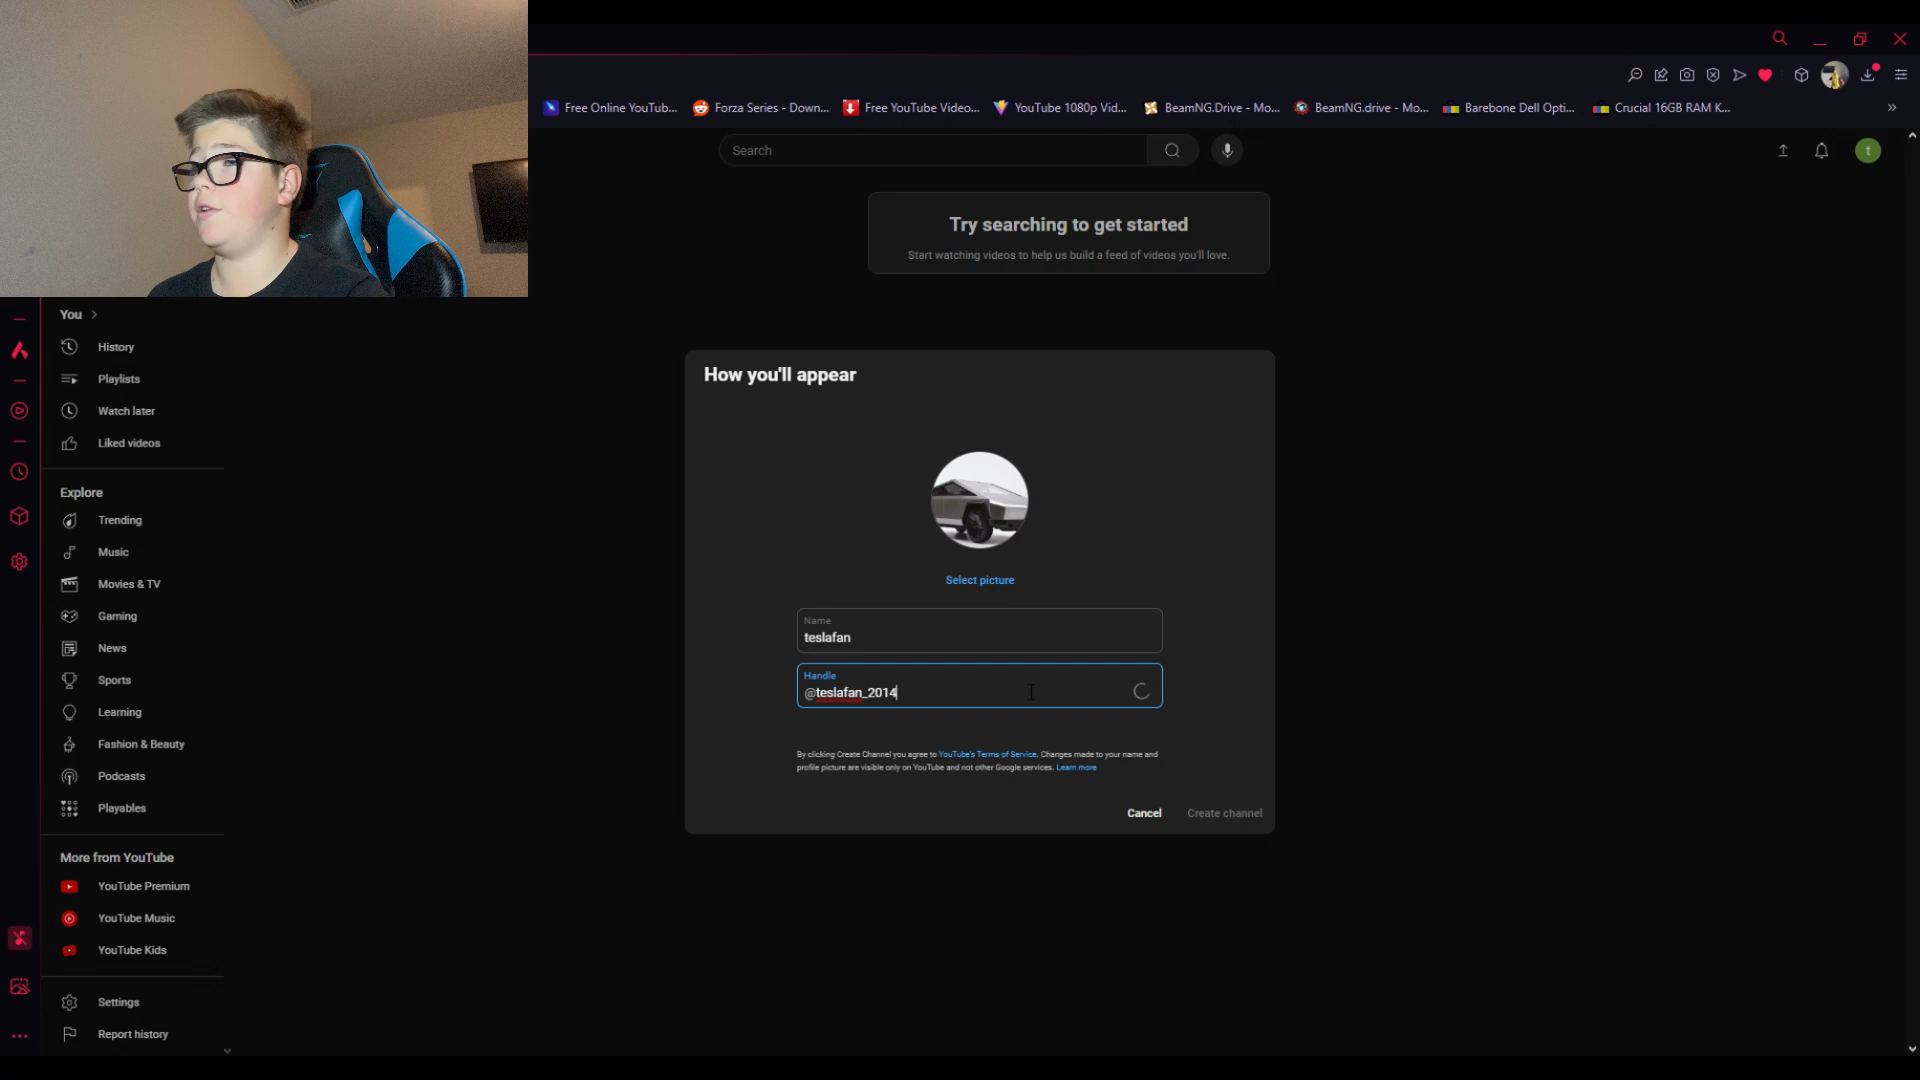 Free Online YouTub...
Forza Series - Down...
Free YouTube Video...
YouTube 1080p Vid...
BeamNG.Drive - Mo...
BeamNG.drive - Mo...
Barebone Dell Opti...
Crucial 16GB RAM K...
Search
t
Try searching to get started
Start watching videos to help us build a feed of videos you'll love.
You
History
Playlists
Watch later
Liked videos
Explore
Trending
Music
Movies & TV
Gaming
News
Sports
Learning
Fashion & Beauty
Podcasts
Playables
More from YouTube
YouTube Premium
YouTube Music
YouTube Kids
Settings
Report history
How you'll appear
Select picture
Name
teslafan
Handle
@teslafan_2014
By clicking Create Channel you agree to YouTube's Terms of Service. Changes made to your name and
profile picture are visible only on YouTube and not other Google services. Learn more
Cancel
Create channel